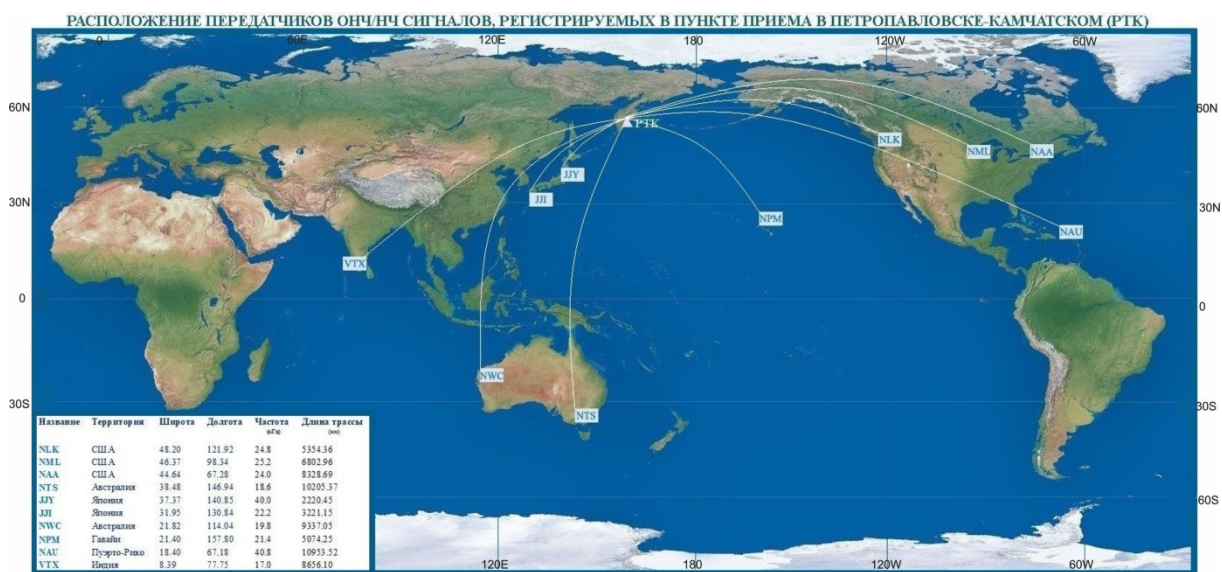 РАСПОЛОЖЕНИЕ ПЕРЕДАТЧИКОВ ОНЧ/НЧ СИГНАЛОВ, РЕГИСТРИРУЕМЫХ В ПУНКТЕ ПРИЕМА В ПЕТРОПАВЛОВСКЕ-КАМЧАТСКОМ (РТК)
0 60E 120E 180 120W 60W
60N 60N
РТК
NLK NML NAA
JJY
JJI
30N 30N
NPM
NAU
VTX
0 0
NWC
30S 30S
NTS
Название Территория Широта Долгота Частота (кГц) Длина трассы (км)
NLK США 48.20 121.92 24.8 5354.36
NML США 46.37 98.34 25.2 6802.96
NAA США 44.64 67.28 24.0 8328.69
NTS Австралия 38.48 146.94 18.6 10205.37
JJY Япония 37.37 140.85 40.0 2220.45
JJI Япония 31.95 130.84 22.2 3221.15
NWC Австралия 21.82 114.04 19.8 9337.05
NPM Гавайи 21.40 157.80 21.4 5074.25
NAU Пуэрто-Рико 18.40 67.18 40.8 10953.52
VTX Индия 8.39 77.75 17.0 8656.10
60S
120E 180 120W 60W